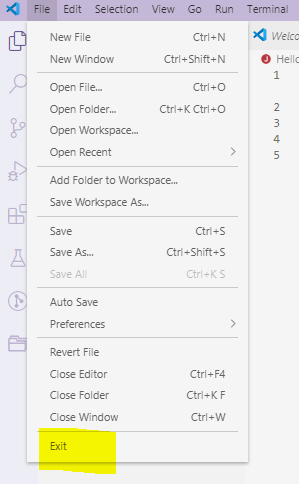 File Edit Selection View Go Run Terminal
New File Ctrl+N
New Window Ctrl+Shift+N
Open File... Ctrl+O
Open Folder... Ctrl+K Ctrl+O
Open Workspace...
Open Recent
Add Folder to Workspace...
Save Workspace As...
Save Ctrl+S
Save As... Ctrl+Shift+S
Save All Ctrl+K S
Auto Save
Preferences
Revert File
Close Editor Ctrl+F4
Close Folder Ctrl+K F
Close Window Ctrl+W
Exit
Welco
J Hello
1
2
3
4
5